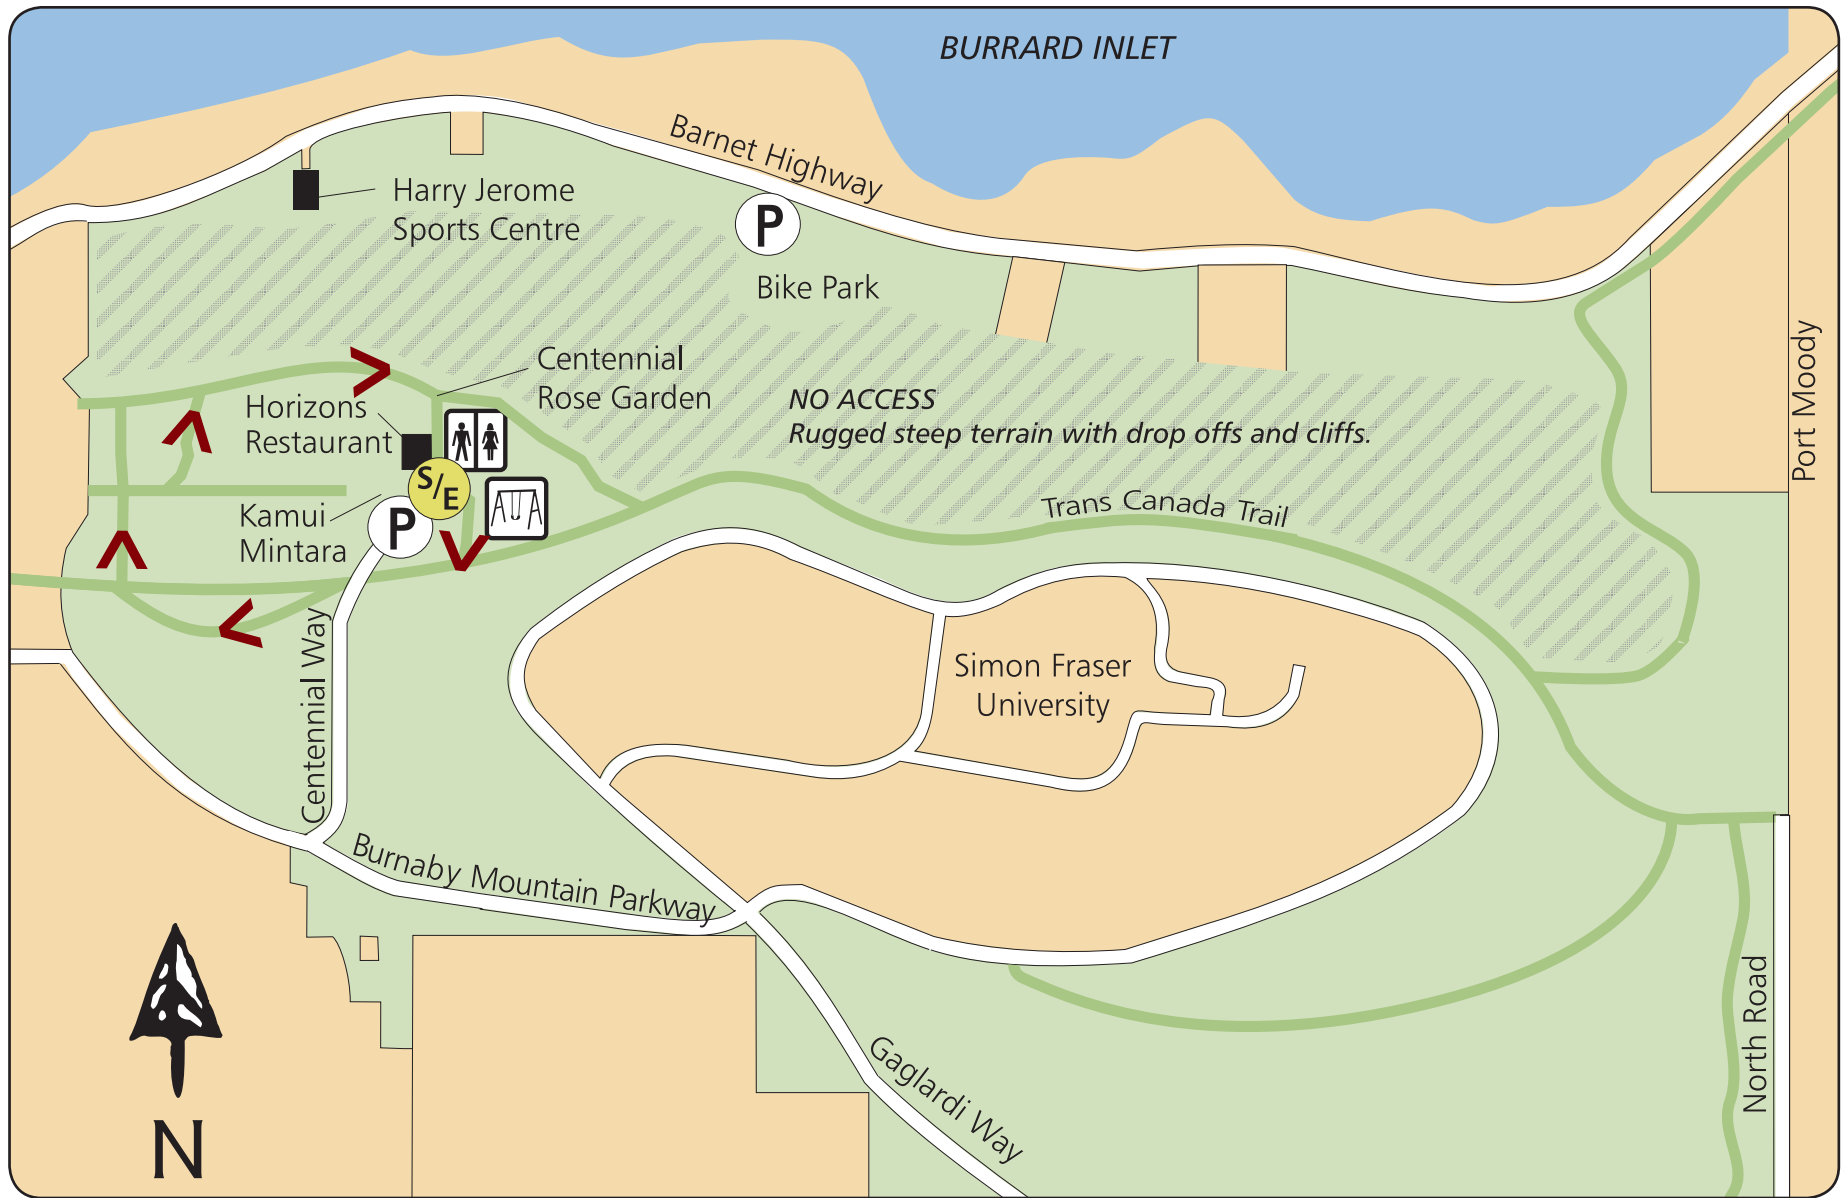 BURRARD INLET
Barnet Highway
Harry Jerome
Sports Centre
P
Bike Park
Centennial
Rose Garden
NO ACCESS
Rugged steep terrain with drop offs and cliffs.
Horizons
Restaurant
S/E
Kamui
Mintara
P
Trans Canada Trail
Port Moody
Centennial Way
Simon Fraser
University
Burnaby Mountain Parkway
Gaglardi Way
North Road
N